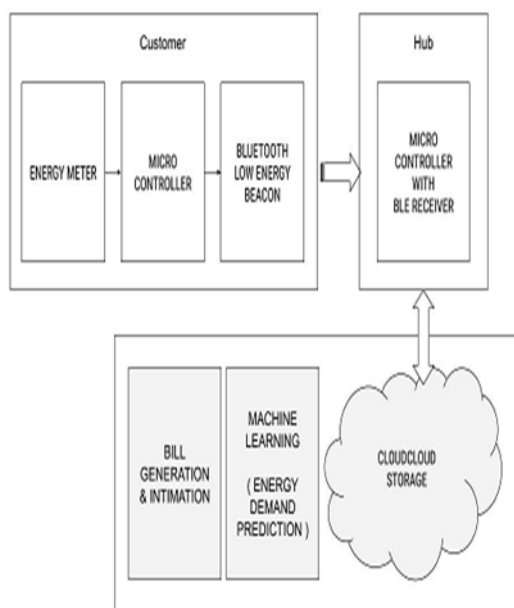 Customer
Hub
ENERGY METER
MICRO
CONTROLLER
BLUETOOTH
LOW ENERGY
BEACON
MICRO
CONTROLLER
WITH
BLE RECEIVER
BILL
GENERATION
& INTIMATION
MACHINE
LEARNING
( ENERGY
DEMAND
PREDICTION )
CLOUDCLOUD
STORAGE